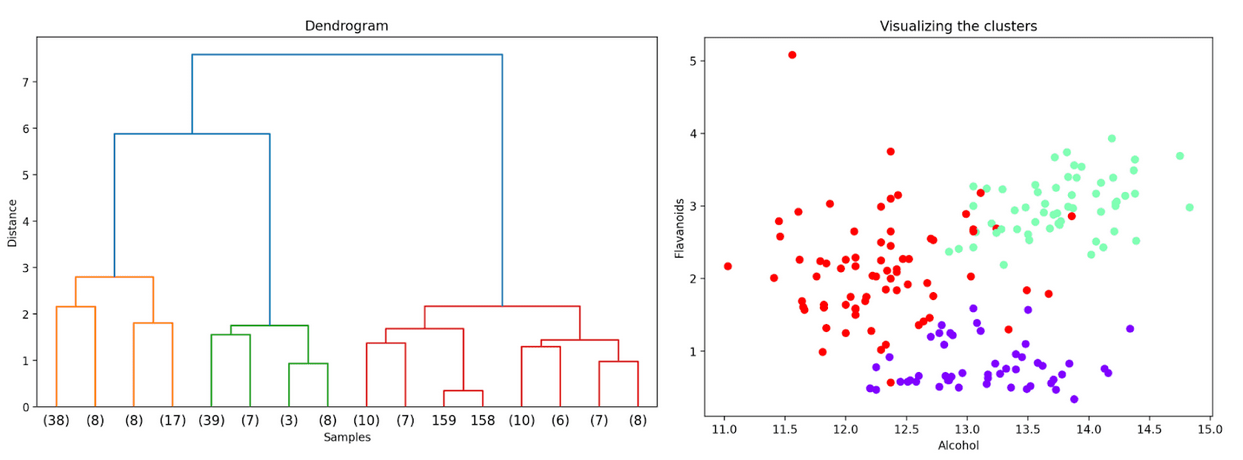 Dendrogram
Distance
7
6
5
4
3
2
1
0
(38) (8) (8) (17) (39) (7) (3) (8) (10) (7) 159 158 (10) (6) (7) (8)
Samples
Visualizing the clusters
Flavanoids
5
4
3
2
1
11.0 11.5 12.0 12.5 13.0 13.5 14.0 14.5 15.0
Alcohol